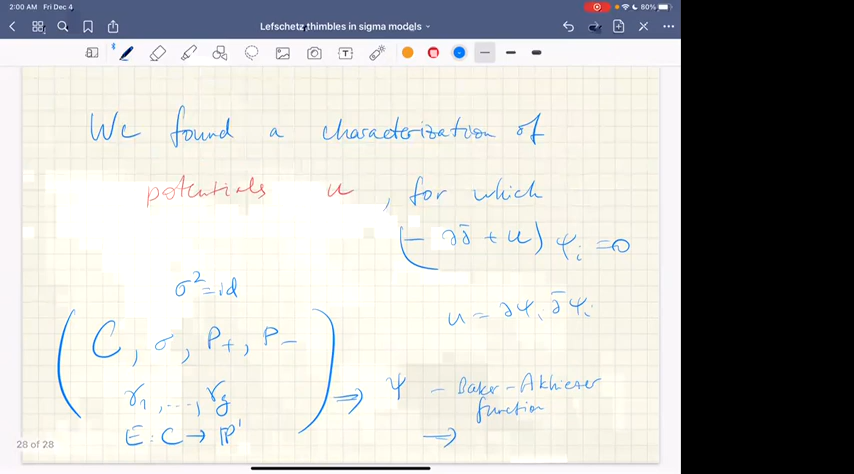 2:00 AM Fri Dec 4
80%
Lefschetz thimbles in sigma models
We found a characterization of
potentials u, for which
(− ∂∂̄ + u) Ψi = 0
σ² = id
u = ∂Ψi ∂̄Ψi
( C, σ, P+, P−
γ1, ..., γg
E: C → P¹ )
⇒ Ψ − Baker-Akhiezer
function
⇒
28 of 28